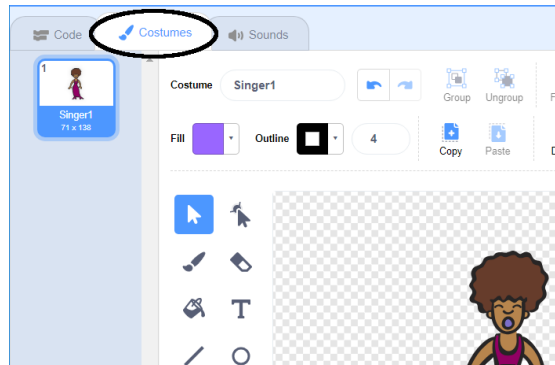 Code
Costumes
Sounds
1
Singer1
71 x 138
Costume Singer1
Group Ungroup
Fill Outline 4
Copy Paste
T